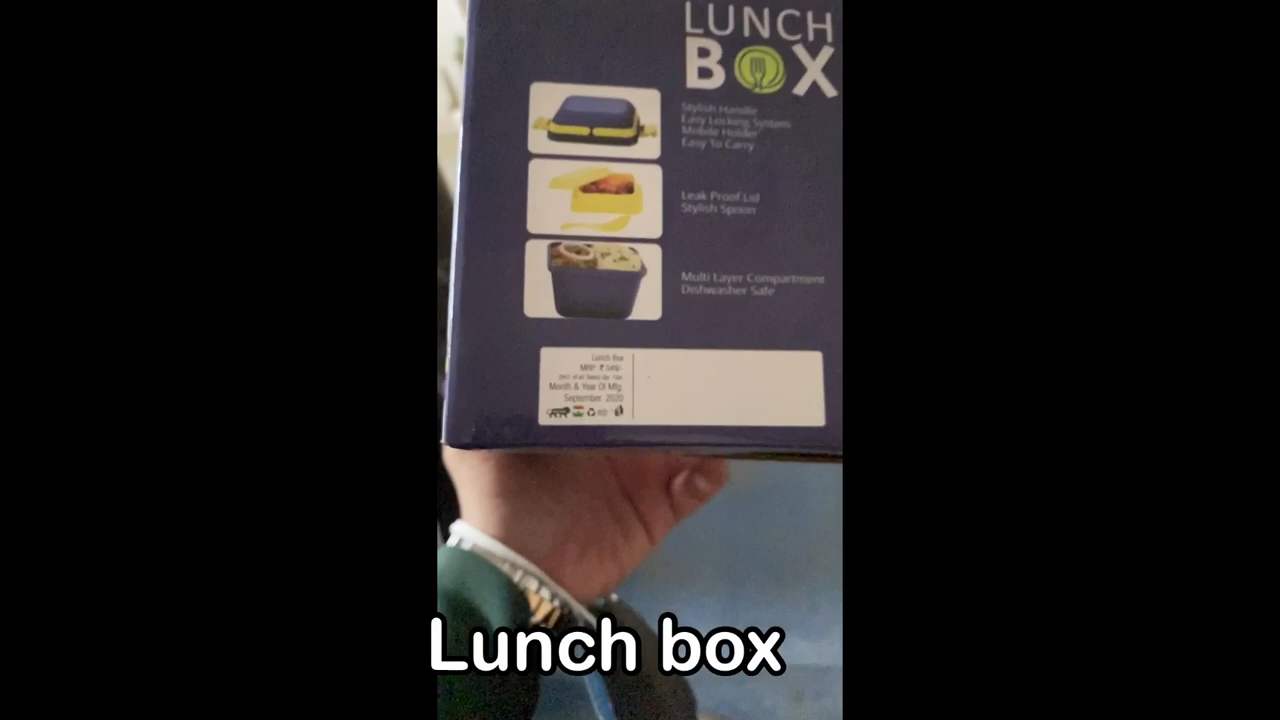 LUNCH
BOX
Stylish Handle
Easy Locking System
Mobile Holder
Easy To Carry
Leak Proof Lid
Stylish Spoon
Multi Layer Compartment
Dishwasher Safe
Lunch Box
MRP: ₹
Month & Year Of Mfg.
September, 2020
Lunch box